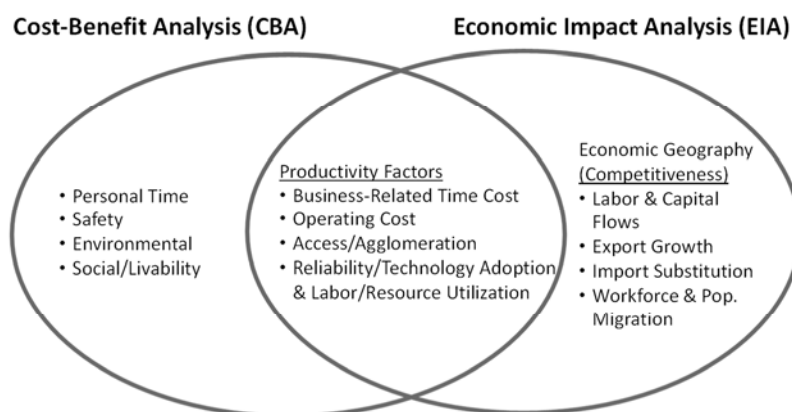 Cost-Benefit Analysis (CBA)
Economic Impact Analysis (EIA)
• Personal Time
• Safety
• Environmental
• Social/Livability
Productivity Factors
• Business-Related Time Cost
• Operating Cost
• Access/Agglomeration
• Reliability/Technology Adoption
& Labor/Resource Utilization
Economic Geography
(Competitiveness)
• Labor & Capital
Flows
• Export Growth
• Import Substitution
• Workforce & Pop.
Migration